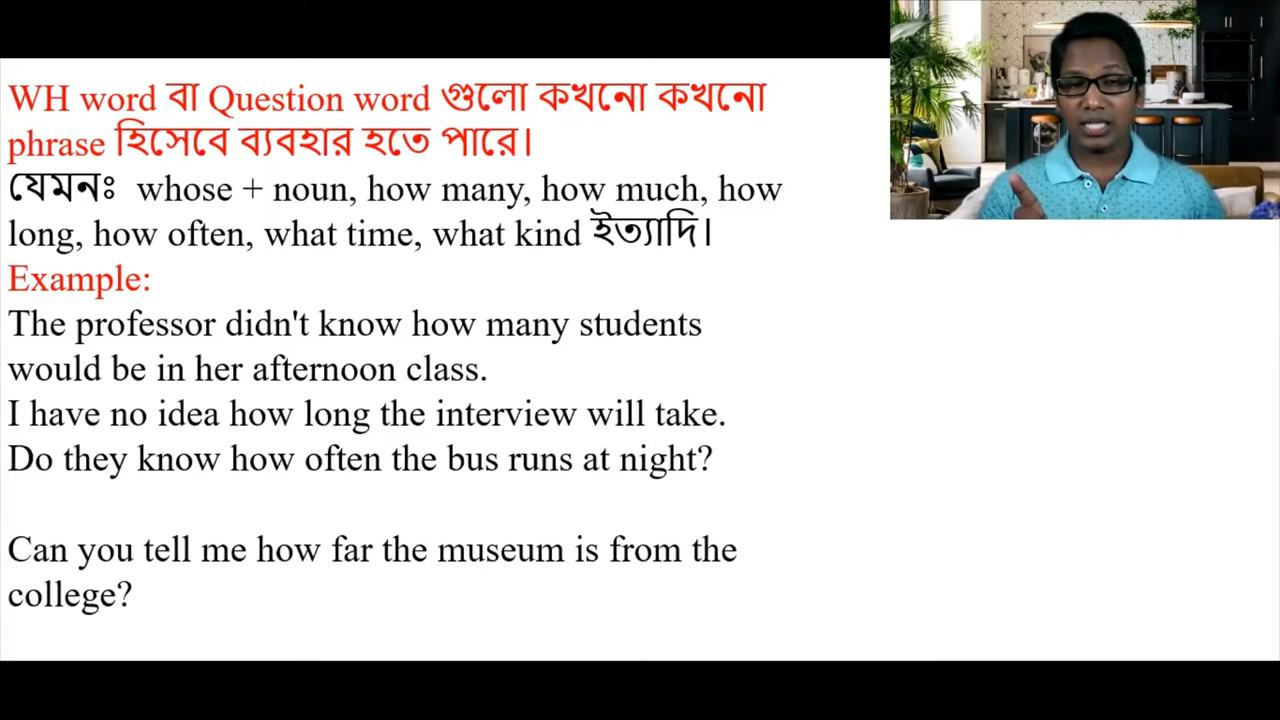 WH word বা Question word গুলো কখনো কখনো
phrase হিসেবে ব্যবহার হতে পারে।
যেমনঃ whose + noun, how many, how much, how
long, how often, what time, what kind ইত্যাদি।
Example:
The professor didn't know how many students
would be in her afternoon class.
I have no idea how long the interview will take.
Do they know how often the bus runs at night?
Can you tell me how far the museum is from the
college?